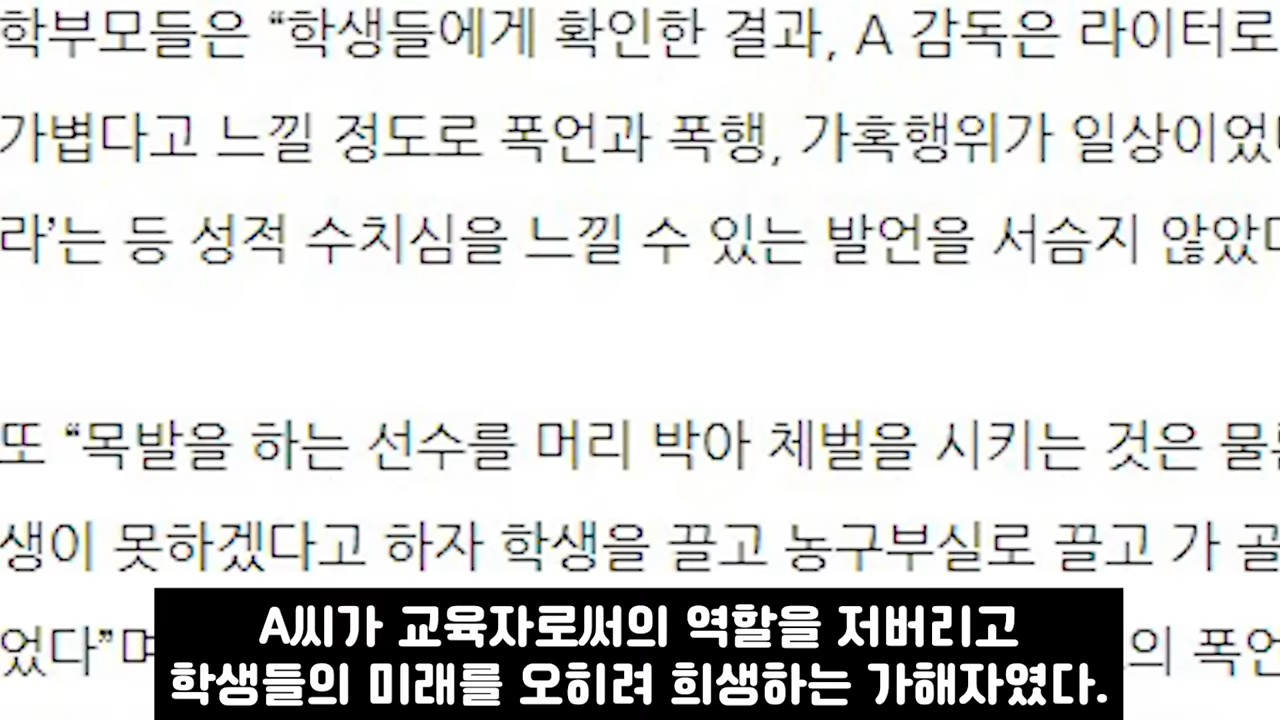 학부모들은 “학생들에게 확인한 결과, A 감독은 라이터로
가볍다고 느낄 정도로 폭언과 폭행, 가혹행위가 일상이었
라’는 등 성적 수치심을 느낄 수 있는 발언을 서슴지 않았
또 “목발을 하는 선수를 머리 박아 체벌을 시키는 것은
생이 못하겠다고 하자 학생을 끌고 농구부실로 끌고 가 골
었다”며 의 폭언
A씨가 교육자로써의 역할을 저버리고
학생들의 미래를 오히려 희생하는 가해자였다.